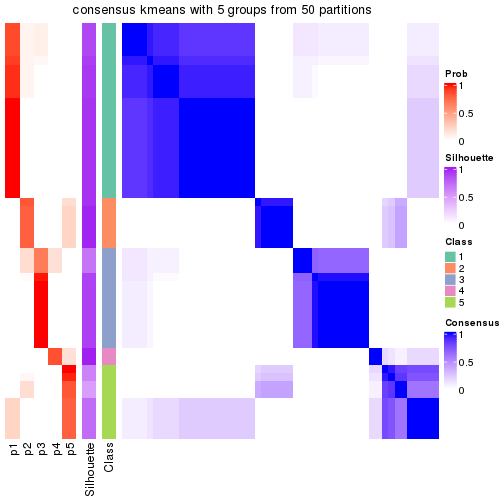 consensus kmeans with 5 groups from 50 partitions
Prob
1
0.5
0
Silhouette
1
0.5
0
Class
1
2
3
4
5
Consensus
1
0.5
0
p1
p2
p3
p4
p5
Silhouette
Class